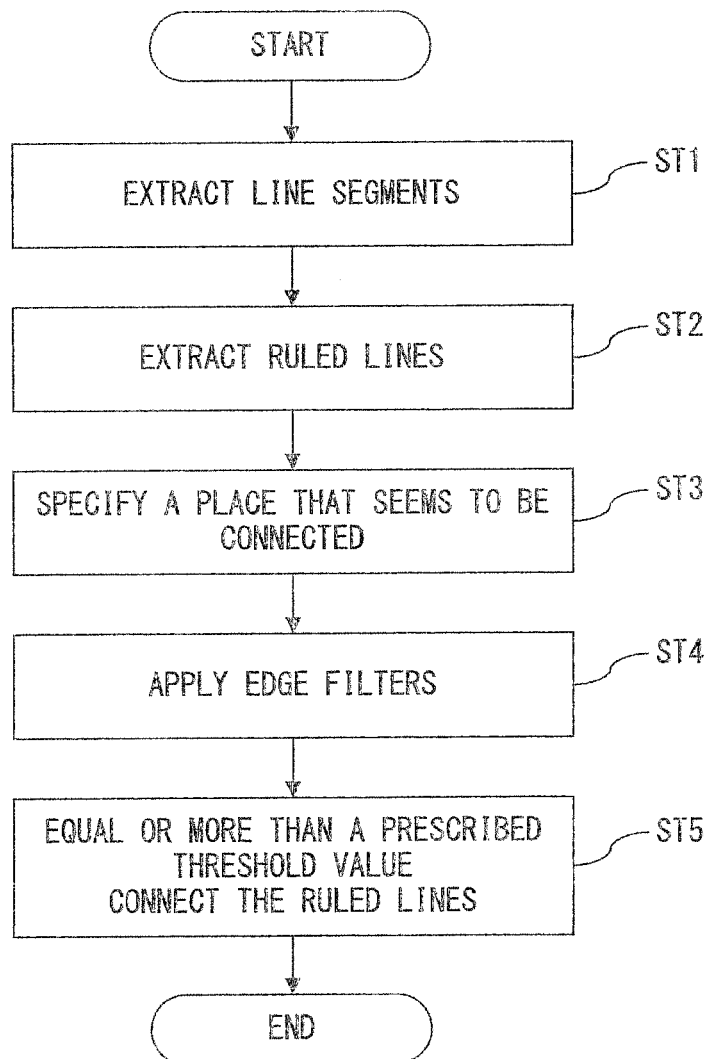 START
EXTRACT LINE SEGMENTS
ST1
EXTRACT RULED LINES
ST2
SPECIFY A PLACE THAT SEEMS TO BE
CONNECTED
ST3
APPLY EDGE FILTERS
ST4
EQUAL OR MORE THAN A PRESCRIBED
THRESHOLD VALUE
CONNECT THE RULED LINES
ST5
END